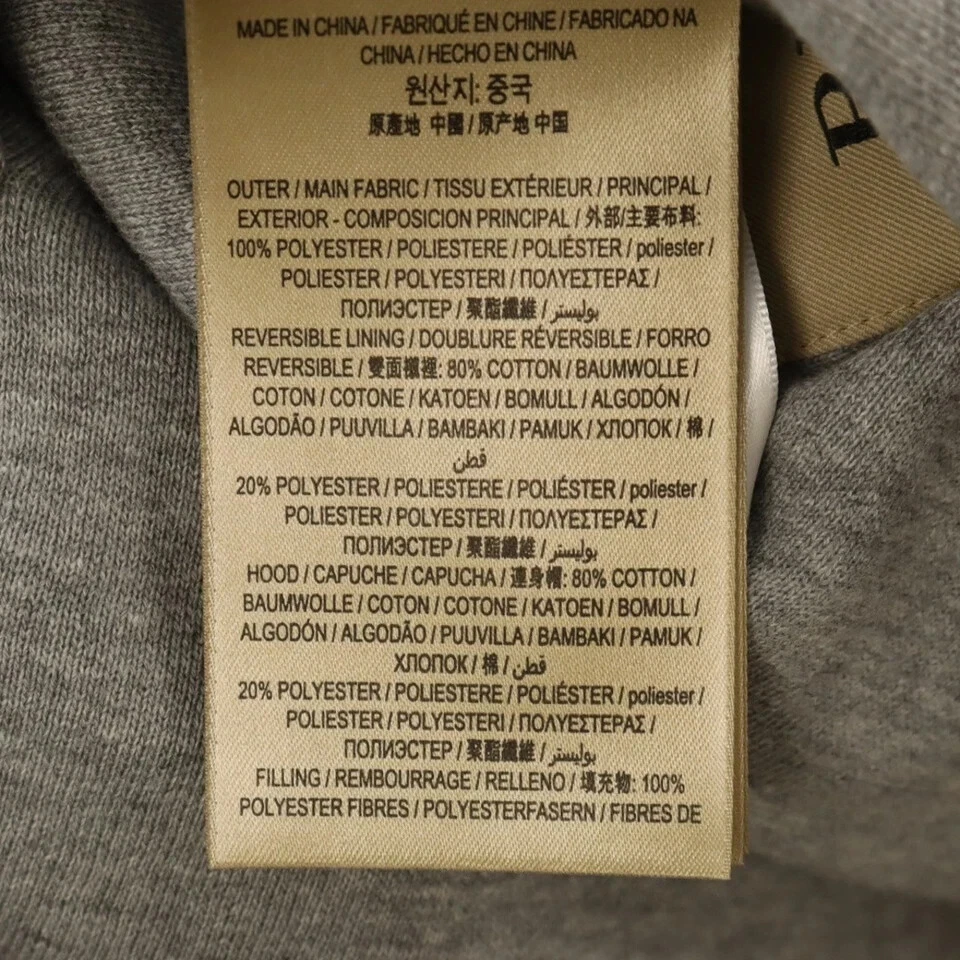 MADE IN CHINA / FABRIQUÉ EN CHINE / FABRICADO NA
CHINA / HECHO EN CHINA
원산지: 중국
原產地 中國 / 原产地 中国
OUTER / MAIN FABRIC / TISSU EXTÉRIEUR / PRINCIPAL /
EXTERIOR - COMPOSICION PRINCIPAL / 外部/主要布料:
100% POLYESTER / POLIESTERE / POLIÉSTER / poliester /
POLIESTER / POLYESTERI / ΠΟΛΥΕΣΤΕΡΑΣ /
ПОЛИЭСТЕР / 聚酯纖維 / بوليستر
REVERSIBLE LINING / DOUBLURE RÉVERSIBLE / FORRO
REVERSIBLE / 雙面襯裡: 80% COTTON / BAUMWOLLE /
COTON / COTONE / KATOEN / BOMULL / ALGODÓN /
ALGODÃO / PUUVILLA / BAMBAKI / PAMUK / ХЛОПОК / 棉 /
قطن
20% POLYESTER / POLIESTERE / POLIÉSTER / poliester /
POLIESTER / POLYESTERI / ΠΟΛΥΕΣΤΕΡΑΣ /
ПОЛИЭСТЕР / 聚酯纖維 / بوليستر
HOOD / CAPUCHE / CAPUCHA / 連身帽: 80% COTTON /
BAUMWOLLE / COTON / COTONE / KATOEN / BOMULL /
ALGODÓN / ALGODÃO / PUUVILLA / BAMBAKI / PAMUK /
ХЛОПОК / 棉 / قطن
20% POLYESTER / POLIESTERE / POLIÉSTER / poliester /
POLIESTER / POLYESTERI / ΠΟΛΥΕΣΤΕΡΑΣ /
ПОЛИЭСТЕР / 聚酯纖維 / بوليستر
FILLING / REMBOURRAGE / RELLENO / 填充物: 100%
POLYESTER FIBRES / POLYESTERFASERN / FIBRES DE